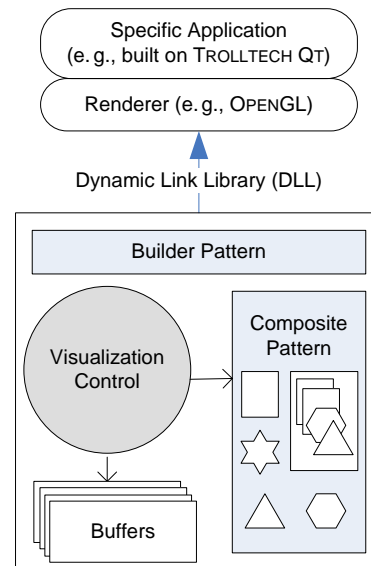 Specific Application
(e. g., built on TROLLTECH QT)
Renderer (e. g., OPENGL)
Dynamic Link Library (DLL)
Builder Pattern
Visualization
Control
Composite
Pattern
Buffers